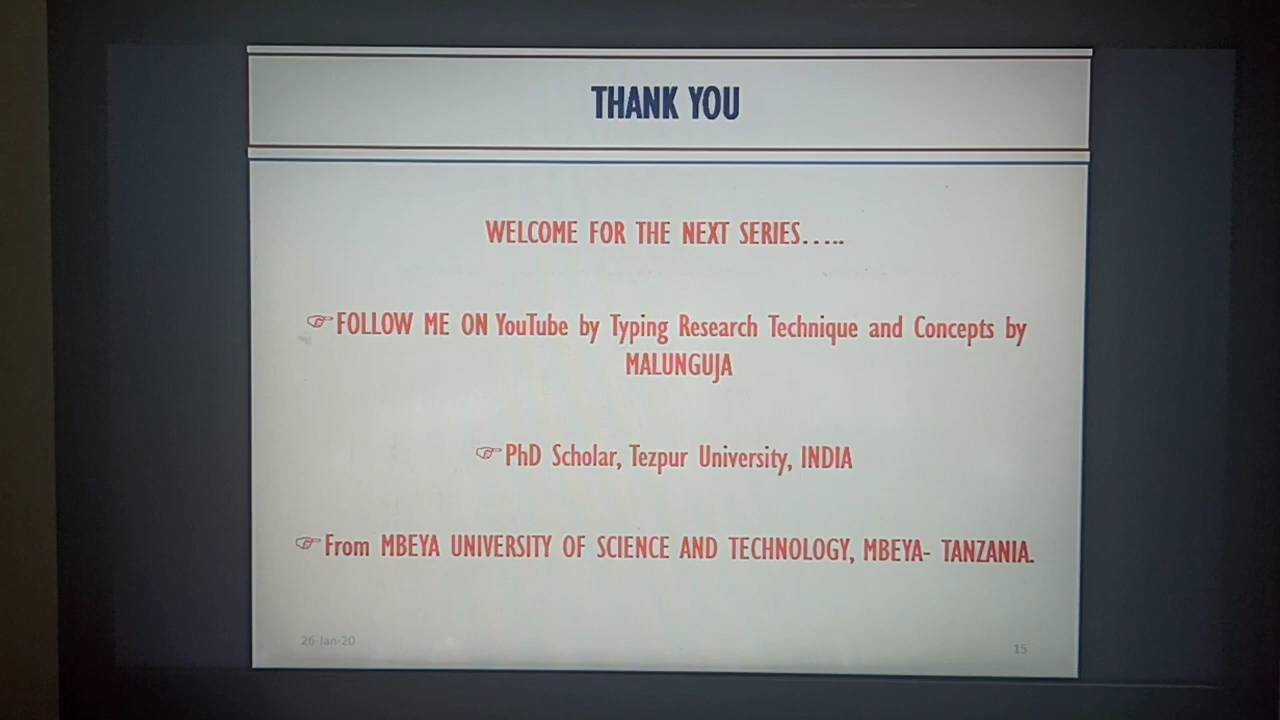 THANK YOU
WELCOME FOR THE NEXT SERIES.....
☞FOLLOW ME ON YouTube by Typing Research Technique and Concepts by
MALUNGUJA
☞PhD Scholar, Tezpur University, INDIA
☞From MBEYA UNIVERSITY OF SCIENCE AND TECHNOLOGY, MBEYA- TANZANIA.
26-Jan-20
15